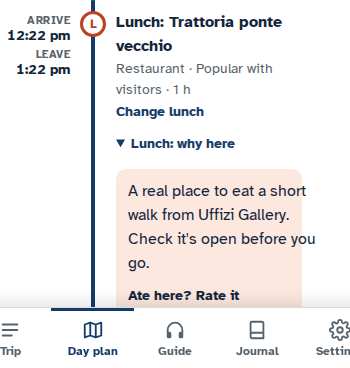 ARRIVE
12:22 pm
LEAVE
1:22 pm
L
Lunch: Trattoria ponte
vecchio
Restaurant · Popular with
visitors · 1 h
Change lunch
▼ Lunch: why here
A real place to eat a short
walk from Uffizi Gallery.
Check it's open before you
go.
Ate here? Rate it
Trip
Day plan
Guide
Journal
Settin